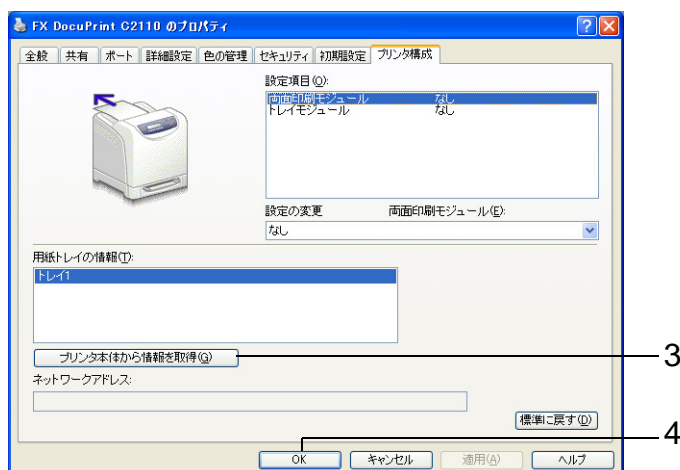 FX DocuPrint C2110 のプロパティ
全般 共有 ポート 詳細設定 色の管理 セキュリティ 初期設定 プリンタ構成
設定項目(O):
両面印刷モジュール なし
トレイモジュール なし
設定の変更 両面印刷モジュール(E):
なし
用紙トレイの情報(T):
トレイ1
プリンタ本体から情報を取得(G)
3
ネットワークアドレス:
標準に戻す(D)
4
OK キャンセル 適用(A) ヘルプ